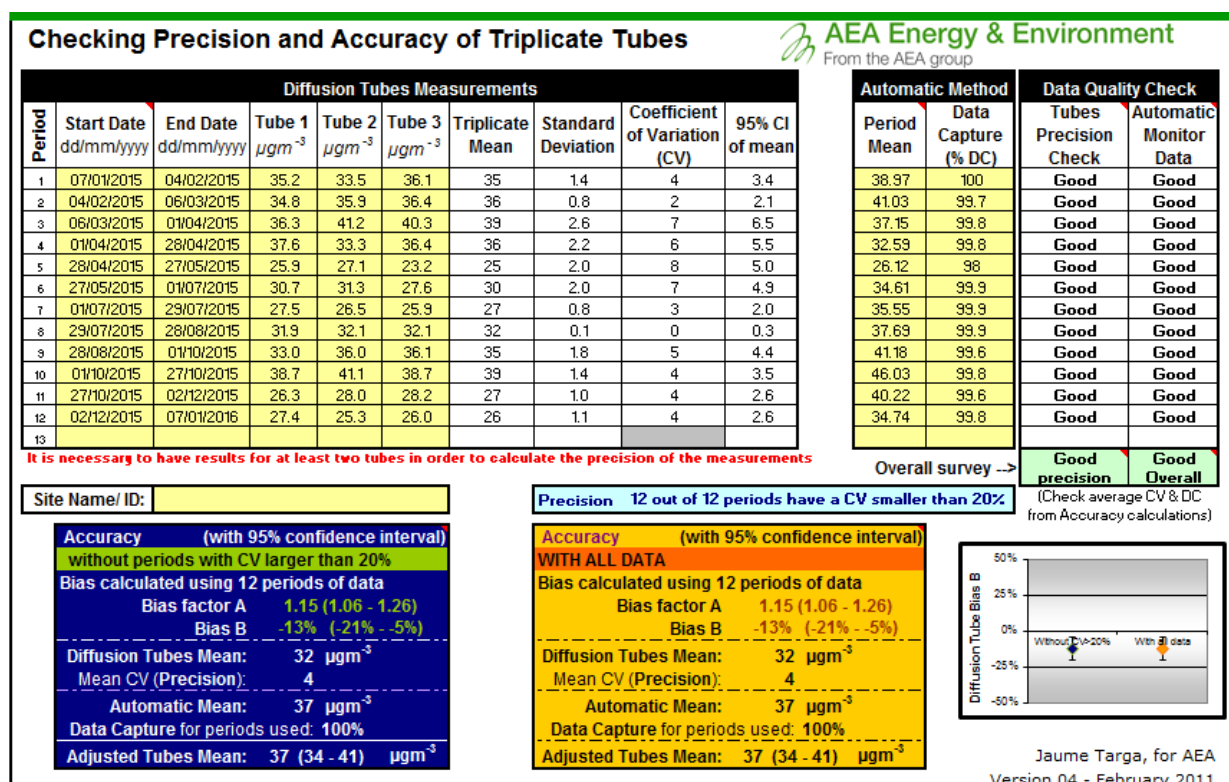 Checking Precision and Accuracy of Triplicate Tubes
AEA Energy & Environment
From the AEA group
Diffusion Tubes Measurements
Automatic Method
Data Quality Check
Period
Start Date dd/mm/yyyy
End Date dd/mm/yyyy
Tube 1 µgm⁻³
Tube 2 µgm⁻³
Tube 3 µgm⁻³
Triplicate Mean
Standard Deviation
Coefficient of Variation (CV)
95% CI of mean
Period Mean
Data Capture (% DC)
Tubes Precision Check
Automatic Monitor Data
1 07/01/2015 04/02/2015 35.2 33.5 36.1 35 1.4 4 3.4 38.97 100 Good Good
2 04/02/2015 06/03/2015 34.8 35.9 36.4 36 0.8 2 2.1 41.03 99.7 Good Good
3 06/03/2015 01/04/2015 36.3 41.2 40.3 39 2.6 7 6.5 37.15 99.8 Good Good
4 01/04/2015 28/04/2015 37.6 33.3 36.4 36 2.2 6 5.5 32.59 99.8 Good Good
5 28/04/2015 27/05/2015 25.9 27.1 23.2 25 2.0 8 5.0 26.12 98 Good Good
6 27/05/2015 01/07/2015 30.7 31.3 27.6 30 2.0 7 4.9 34.61 99.9 Good Good
7 01/07/2015 29/07/2015 27.5 26.5 25.9 27 0.8 3 2.0 35.55 99.9 Good Good
8 29/07/2015 28/08/2015 31.9 32.1 32.1 32 0.1 0 0.3 37.69 99.9 Good Good
9 28/08/2015 01/10/2015 33.0 36.0 36.1 35 1.8 5 4.4 41.18 99.6 Good Good
10 01/10/2015 27/10/2015 38.7 41.1 38.7 39 1.4 4 3.5 46.03 99.8 Good Good
11 27/10/2015 02/12/2015 26.3 28.0 28.2 27 1.0 4 2.6 40.22 99.6 Good Good
12 02/12/2015 07/01/2016 27.4 25.3 26.0 26 1.1 4 2.6 34.74 99.8 Good Good
13
It is necessary to have results for at least two tubes in order to calculate the precision of the measurements
Overall survey -->
Good precision
Good Overall
Site Name/ ID:
Precision 12 out of 12 periods have a CV smaller than 20%
(Check average CV & DC
from Accuracy calculations)
Accuracy (with 95% confidence interval)
without periods with CV larger than 20%
Bias calculated using 12 periods of data
Bias factor A 1.15 (1.06 - 1.26)
Bias B -13% (-21% - -5%)
Diffusion Tubes Mean: 32 µgm⁻³
Mean CV (Precision): 4
Automatic Mean: 37 µgm⁻³
Data Capture for periods used: 100%
Adjusted Tubes Mean: 37 (34 - 41) µgm⁻³
Accuracy (with 95% confidence interval)
WITH ALL DATA
Bias calculated using 12 periods of data
Bias factor A 1.15 (1.06 - 1.26)
Bias B -13% (-21% - -5%)
Diffusion Tubes Mean: 32 µgm⁻³
Mean CV (Precision): 4
Automatic Mean: 37 µgm⁻³
Data Capture for periods used: 100%
Adjusted Tubes Mean: 37 (34 - 41) µgm⁻³
Diffusion Tube Bias B
50%
25%
0%
-25%
-50%
Without CV>20%
With all data
Jaume Targa, for AEA
Version 04 - February 2011